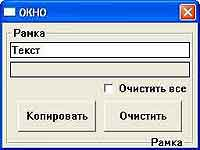 ОКНО
Рамка
Текст
Очистить все
Копировать
Очистить
Рамка